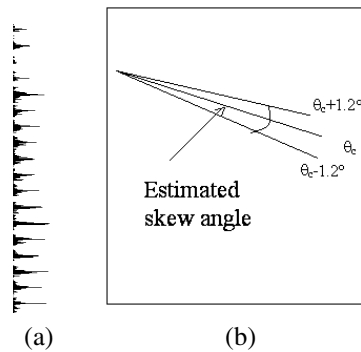 θc+1.2°
θc
θc-1.2°
Estimated
skew angle
(a) (b)